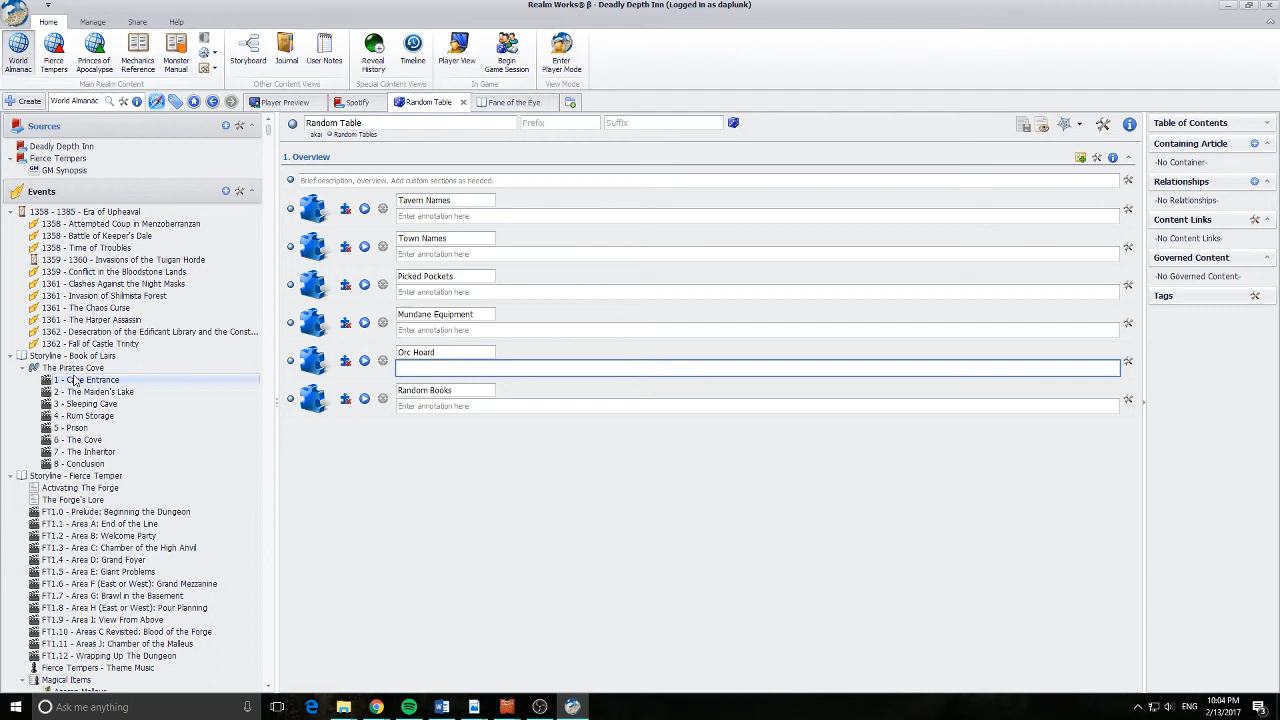 Realm Works® β - Deadly Depth Inn (Logged in as daplunk)
Home Manage Share Help
World Almanac
Fierce Tempers
Princes of Apocalypse
Mechanics Reference
Monster Manual
Main Realm Content
Storyboard
Journal
User Notes
Other Content Views
Reveal History
Timeline
Special Content Views
Player View
Begin Game Session
In Game
Enter Player Mode
View Mode
Create World Almanac Player Preview Spotify Random Table Fane of the Eye
Sources
Deadly Depth Inn
Fierce Tempers
GM Synopsis
Events
1358 - 1385 - Era of Upheaval
1358 - Attempted Coup in Menzoberranzan
1358 - Battle of Keeper's Dale
1358 - Time of Troubles
1359 - 1360 - Invasions of the Tuigan Horde
1359 - Conflict in the Bloodstone Lands
1361 - Clashes Against the Night Masks
1361 - Invasion of Shilmista Forest
1361 - The Chaos Curse
1361 - The Harper Assassin
1362 - Desecration of the Edificant Library and the Const...
1362 - Fall of Castle Trinity
Storyline - Book of Lairs
The Pirates Cove
1 - Cave Entrance
2 - The Maiden's Lake
3 - Sleeping Cave
4 - Rum Storage
5 - Prison
6 - The Cove
7 - The Inheritor
8 - Conclusion
Storyline - Fierce Temper
Activating The Forge
The Forge's Lore
FT1.0 - Prelude: Beginning the Dungeon
FT1.1 - Area A: End of the Line
FT1.2 - Area B: Welcome Party
FT1.3 - Area C: Chamber of the High Anvil
FT1.4 - Area D: Grand Foyer
FT1.5 - Area E: Giant Problems
FT1.6 - Area F (East or West): Grand Mezzanine
FT1.7 - Area G: Brawl in the Basement
FT1.8 - Area H (East or West): Pour Planning
FT1.9 - Area I: View From Above
FT1.10 - Areas C Revisited: Blood of the Forge
FT1.11 - Areas J: Chamber of the Malleus
FT1.12 - Wrapping Up The Dungeon
Fierce Tempers - Theme Music
Magical Items
Random Table Prefix Suffix
aka: Random Tables
1. Overview
Brief description, overview. Add custom sections as needed.
Tavern Names
Enter annotation here
Town Names
Enter annotation here
Picked Pockets
Enter annotation here
Mundane Equipment
Enter annotation here
Orc Hoard
Random Books
Enter annotation here
Table of Contents
Containing Article
-No Container-
Relationships
-No Relationships-
Content Links
-No Content Links-
Governed Content
-No Governed Content-
Tags
Ask me anything
ENG
10:04 PM
2/13/2017